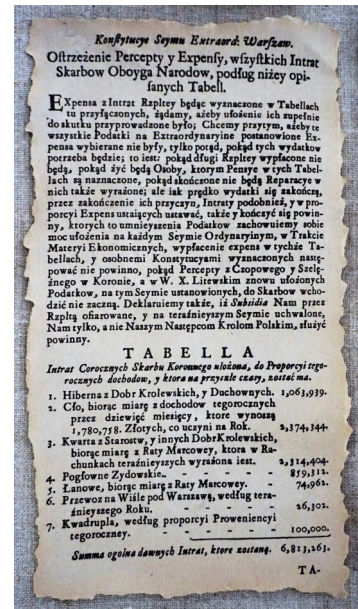 Konstytucye Seymu Extraord: Warszaw.
Ostrzeżenie Percepty y Expensy, wszystkich Intrat
Skarbow Oboyga Narodow, podług niżey opi-
sanych Tabell.
EXpensa z Intrat Rzpltey będąc wyznaczone w Tabellach
tu przyłączonych, żądamy, ażeby ułożenie ich zupełnie
do skutku przyprowadzone było; Chcemy przytym, ażeby te
wszystkie Podatki na Extraordynaryine postanowione Ex-
pensa wybierane nie były, tylko potąd, pokąd tych wydatkow
potrzeba będzie; to iest: pokąd długi Rzpltey wypłacone nie
będą, pokąd żyć będą Osoby, ktorym Pensye w tych Tabel-
lach są naznaczone, pokąd skończone nie będą Reparacye w
nich także wyrażone; ale iak prędko wydatki się zakończą,
przez zakończenie ich przyczyn, Intraty podobnież, y w pro-
porcyi Expens ustaiących ustawać, także y kończyć się powin-
ny, ktorych to umnieyszenia Podatkow zachowuiemy sobie
moc ułożenia na każdym Seymie Ordynaryinym, w Trakcie
Materyi Ekonomicznych, wypłacenie expens w tychże Ta-
bellach, y osobnemi Konstytucyami wyznaczonych nastę-
pować nie powinno, pokąd Percepty z Czopowego y Szelę-
żnego w Koronie, a w W. X. Litewskim znowu ułożonych
Podatkow, na tym Seymie ustanowionych, do Skarbow wcho-
dzić nie zaczną. Deklaruiemy także, iż Subsidia Nam przez
Rzpltą ofiarowane, y na teraźnieyszym Seymie uchwalone,
Nam tylko, a nie Naszym Następcom Krolom Polskim, służyć
powinny.
TABELLA
Intrat Corocznych Skarbu Koronnego ułożona, do Proporcyi tego-
rocznych dochodow, y ktora na przyszłe czasy, zostać ma.
1. Hiberna z Dobr Krolewskich, y Duchownych. 1,063,939.
2. Cło, biorąc miarę z dochodow tegorocznych
przez dziewięć miesięcy, ktore wynoszą
1,780,758. Złotych, co uczyni na Rok. 2,374,344.
3. Kwarta z Starostw, y innych Dobr Krolewskich,
biorąc miarę z Raty Marcowey, ktora w Ra-
chunkach teraźnieyszych wyrażona iest. 2,314,404.
4. Pogłowne Zydowskie. - - - - 859,312.
5. Łanowe, biorąc miarę z Raty Marcowey. - 74,962.
6. Przewoz na Wiśle pod Warszawą, według tera-
źnieyszego Roku. - - - - 26,302.
7. Kwadrupla, według proporcyi Proweniencyi
tegoroczney. - - - - 100,000.
Summa ogolna dawnych Intrat, ktore zostaną. 6,813,263.
TA-